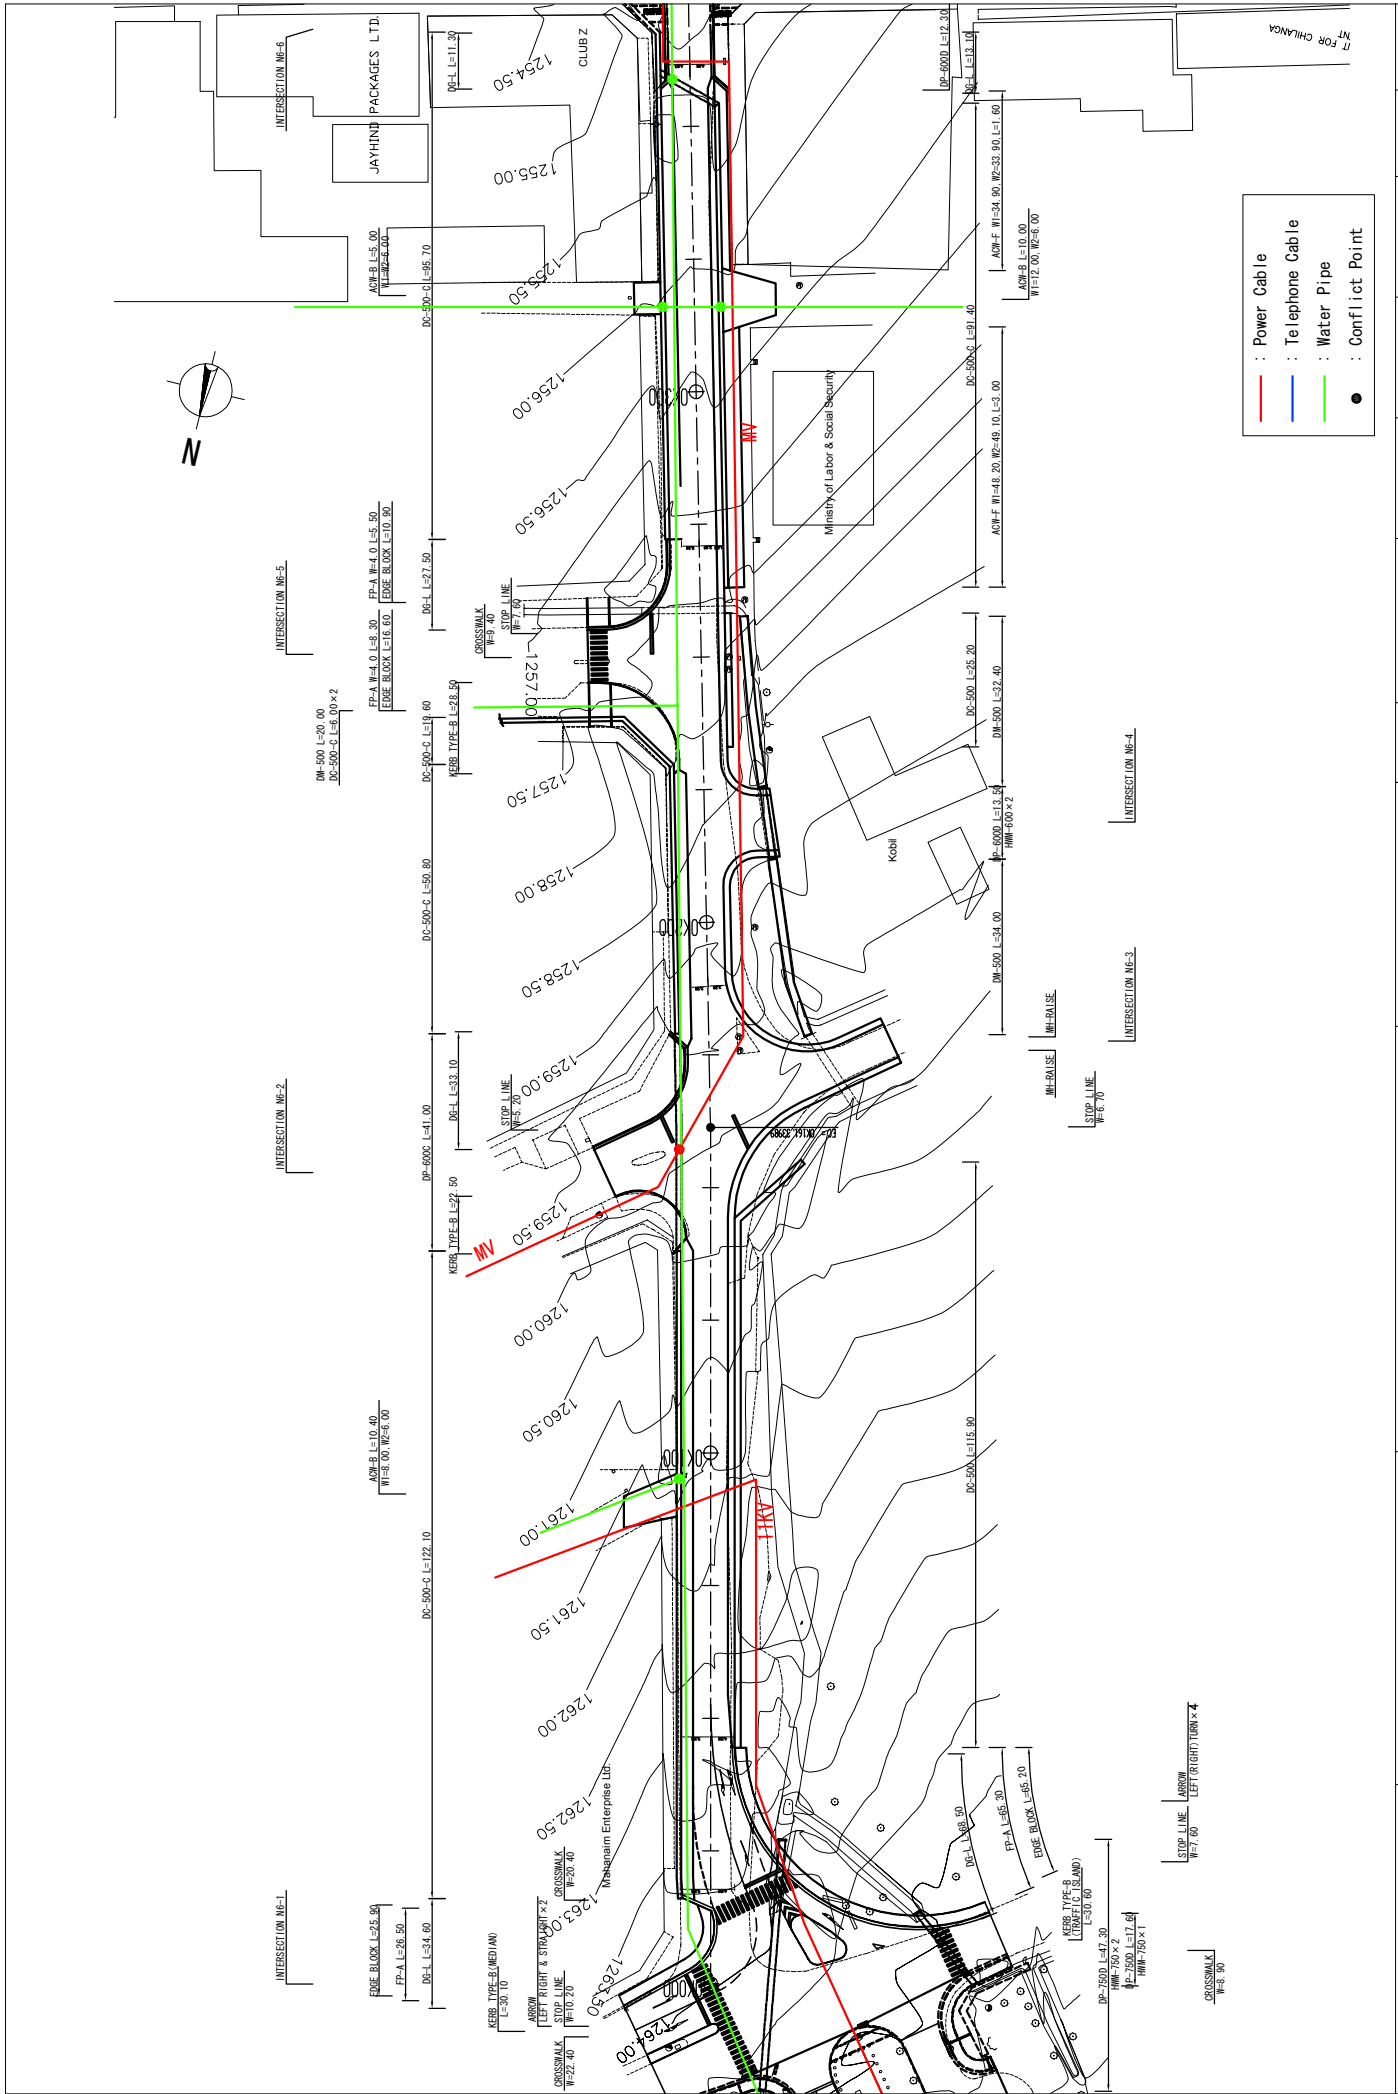 INTERSECTION N6-6
JAYHIND PACKAGES LTD.
DG-L L=11.30
1254.50
CLUB Z
DP-600D L=12.30
DG-L L=13.10
IT FOR CHILANGA
NT
1255.00
ACW-B L=5.00
W1=W2=6.00
DC-500-C L=95.70
1255.50
ACW-F W1=34.90, W2=33.90, L=1.60
ACW-B L=10.00
W1=12.00, W2=6.00
DC-500-C L=91.40
: Power Cable
: Telephone Cable
: Water Pipe
: Conflict Point
N
1256.00
0K300
MV
Ministry of Labor & Social Security
ACW-F W1=48.20, W2=49.10, L=3.00
1256.50
INTERSECTION N6-5
FP-A W=4.0 L=5.50
EDGE BLOCK L=10.90
DG-L L=27.50
FP-A W=4.0 L=8.30
EDGE BLOCK L=16.60
CROSSWALK
W=9.40
STOP LINE
W=7.60
1257.00
DM-500 L=20.00
DC-500-C L=6.00×2
DC-500-C L=19.60
KERB TYPE-B L=28.50
DC-500 L=25.20
DM-500 L=32.40
INTERSECTION N6-4
1257.50
DP-600D L=13.50
HWM-600×2
Kobil
1258.00
DC-500-C L=50.80
0K200
1258.50
DM-500 L=34.00
INTERSECTION N6-3
MH-RAISE
MH-RAISE
1259.00
INTERSECTION N6-2
DP-600C L=41.00
DG-L L=33.10
STOP LINE
W=5.20
STOP LINE
W=6.70
EC = 0K161.33989
KERB TYPE-B L=22.50
MV
1259.50
1260.00
1260.50
ACW-B L=10.40
W1=8.00, W2=6.00
0K100
1261.00
11KV
DC-500 L=115.90
DC-500-C L=122.10
1261.50
1262.00
Mahanaim Enterprise Ltd.
1262.50
ARROW
LEFT(RIGHT)TURN×4
STOP LINE
W=7.60
DG-L L=68.50
FP-A L=65.30
EDGE BLOCK L=65.20
CROSSWALK
W=20.40
1263.00
INTERSECTION N6-1
EDGE BLOCK L=25.90
FP-A L=26.50
DG-L L=34.60
KERB TYPE-B(MEDIAN)
L=30.10
ARROW
LEFT RIGHT & STRAIGHT×2
STOP LINE
W=10.20
CROSSWALK
W=22.40
1263.50
0K000
1264.00
KERB TYPE-B
(TRAFFIC ISLAND)
L=30.60
DP-750D L=47.30
HWM-750×2
DP-750D L=17.60
HWM-750×1
CROSSWALK
W=8.90